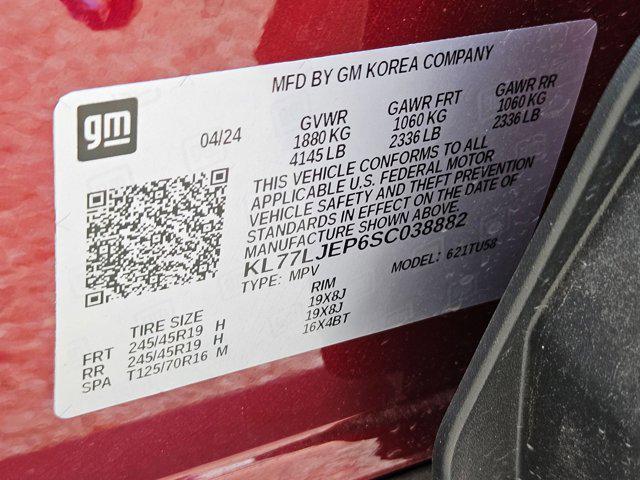 MFD BY GM KOREA COMPANY
gm
04/24
GVWR
1880 KG
4145 LB
GAWR FRT
1060 KG
2336 LB
GAWR RR
1060 KG
2336 LB
THIS VEHICLE CONFORMS TO ALL
APPLICABLE U.S. FEDERAL MOTOR
VEHICLE SAFETY AND THEFT PREVENTION
STANDARDS IN EFFECT ON THE DATE OF
MANUFACTURE SHOWN ABOVE.
KL77LJEP6SC038882
TYPE: MPV
MODEL: 621TU58
TIRE SIZE
RIM
FRT 245/45R19 H 19X8J
RR 245/45R19 H 19X8J
SPA T125/70R16 M 16X4BT